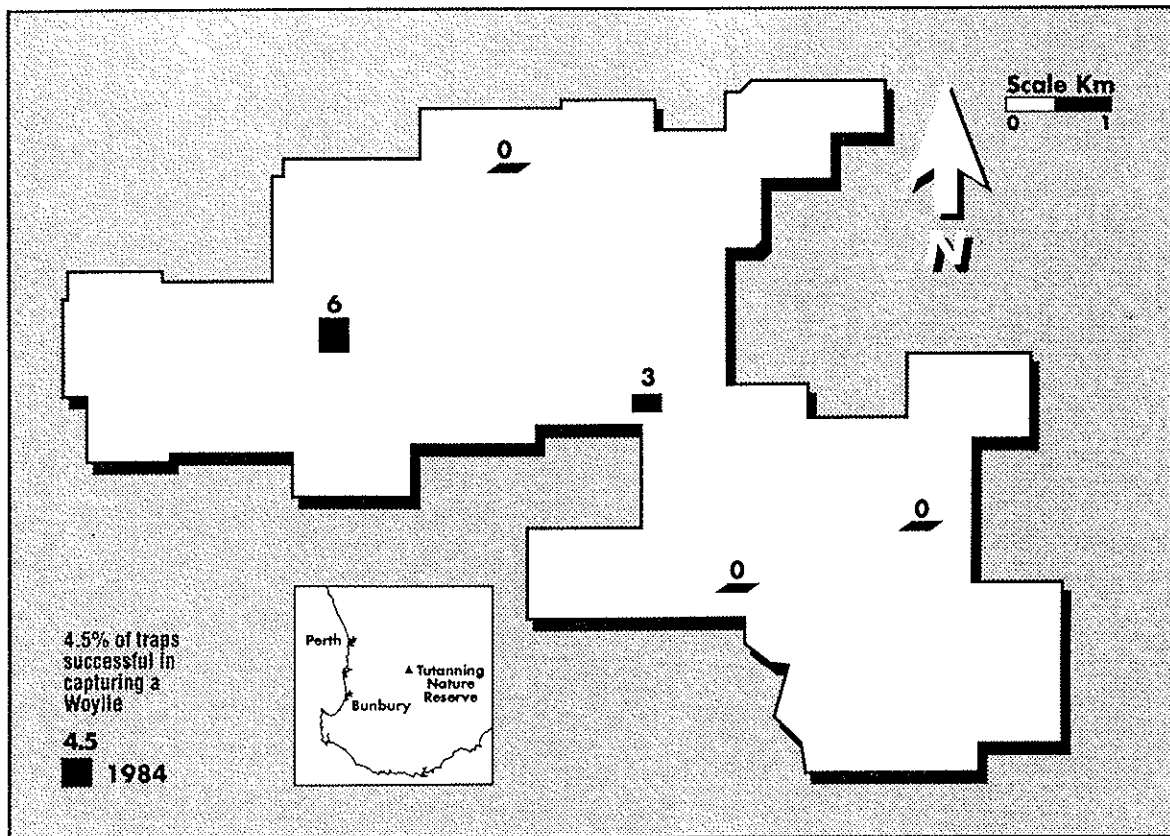 Scale Km
0 1
N
0
6
3
0
0
4.5% of traps
successful in
capturing a
Woylie
4.5
1984
Perth
Tutanning
Nature
Reserve
Bunbury